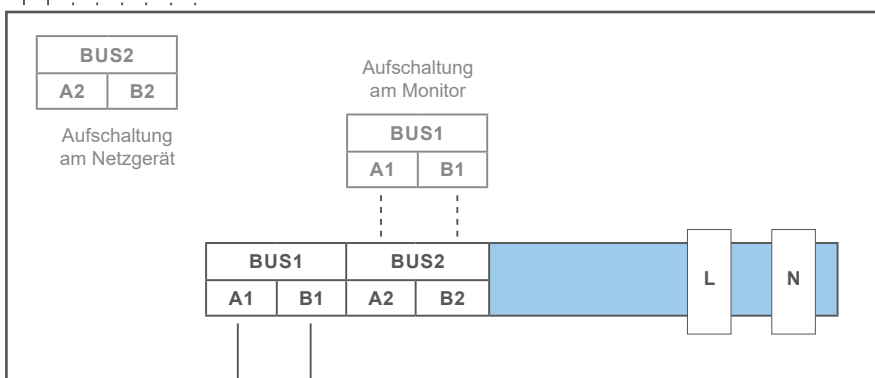 BUS2
A2 B2
Aufschaltung
am Netzgerät
Aufschaltung
am Monitor
BUS1
A1 B1
BUS1 BUS2
A1 B1 A2 B2
L N